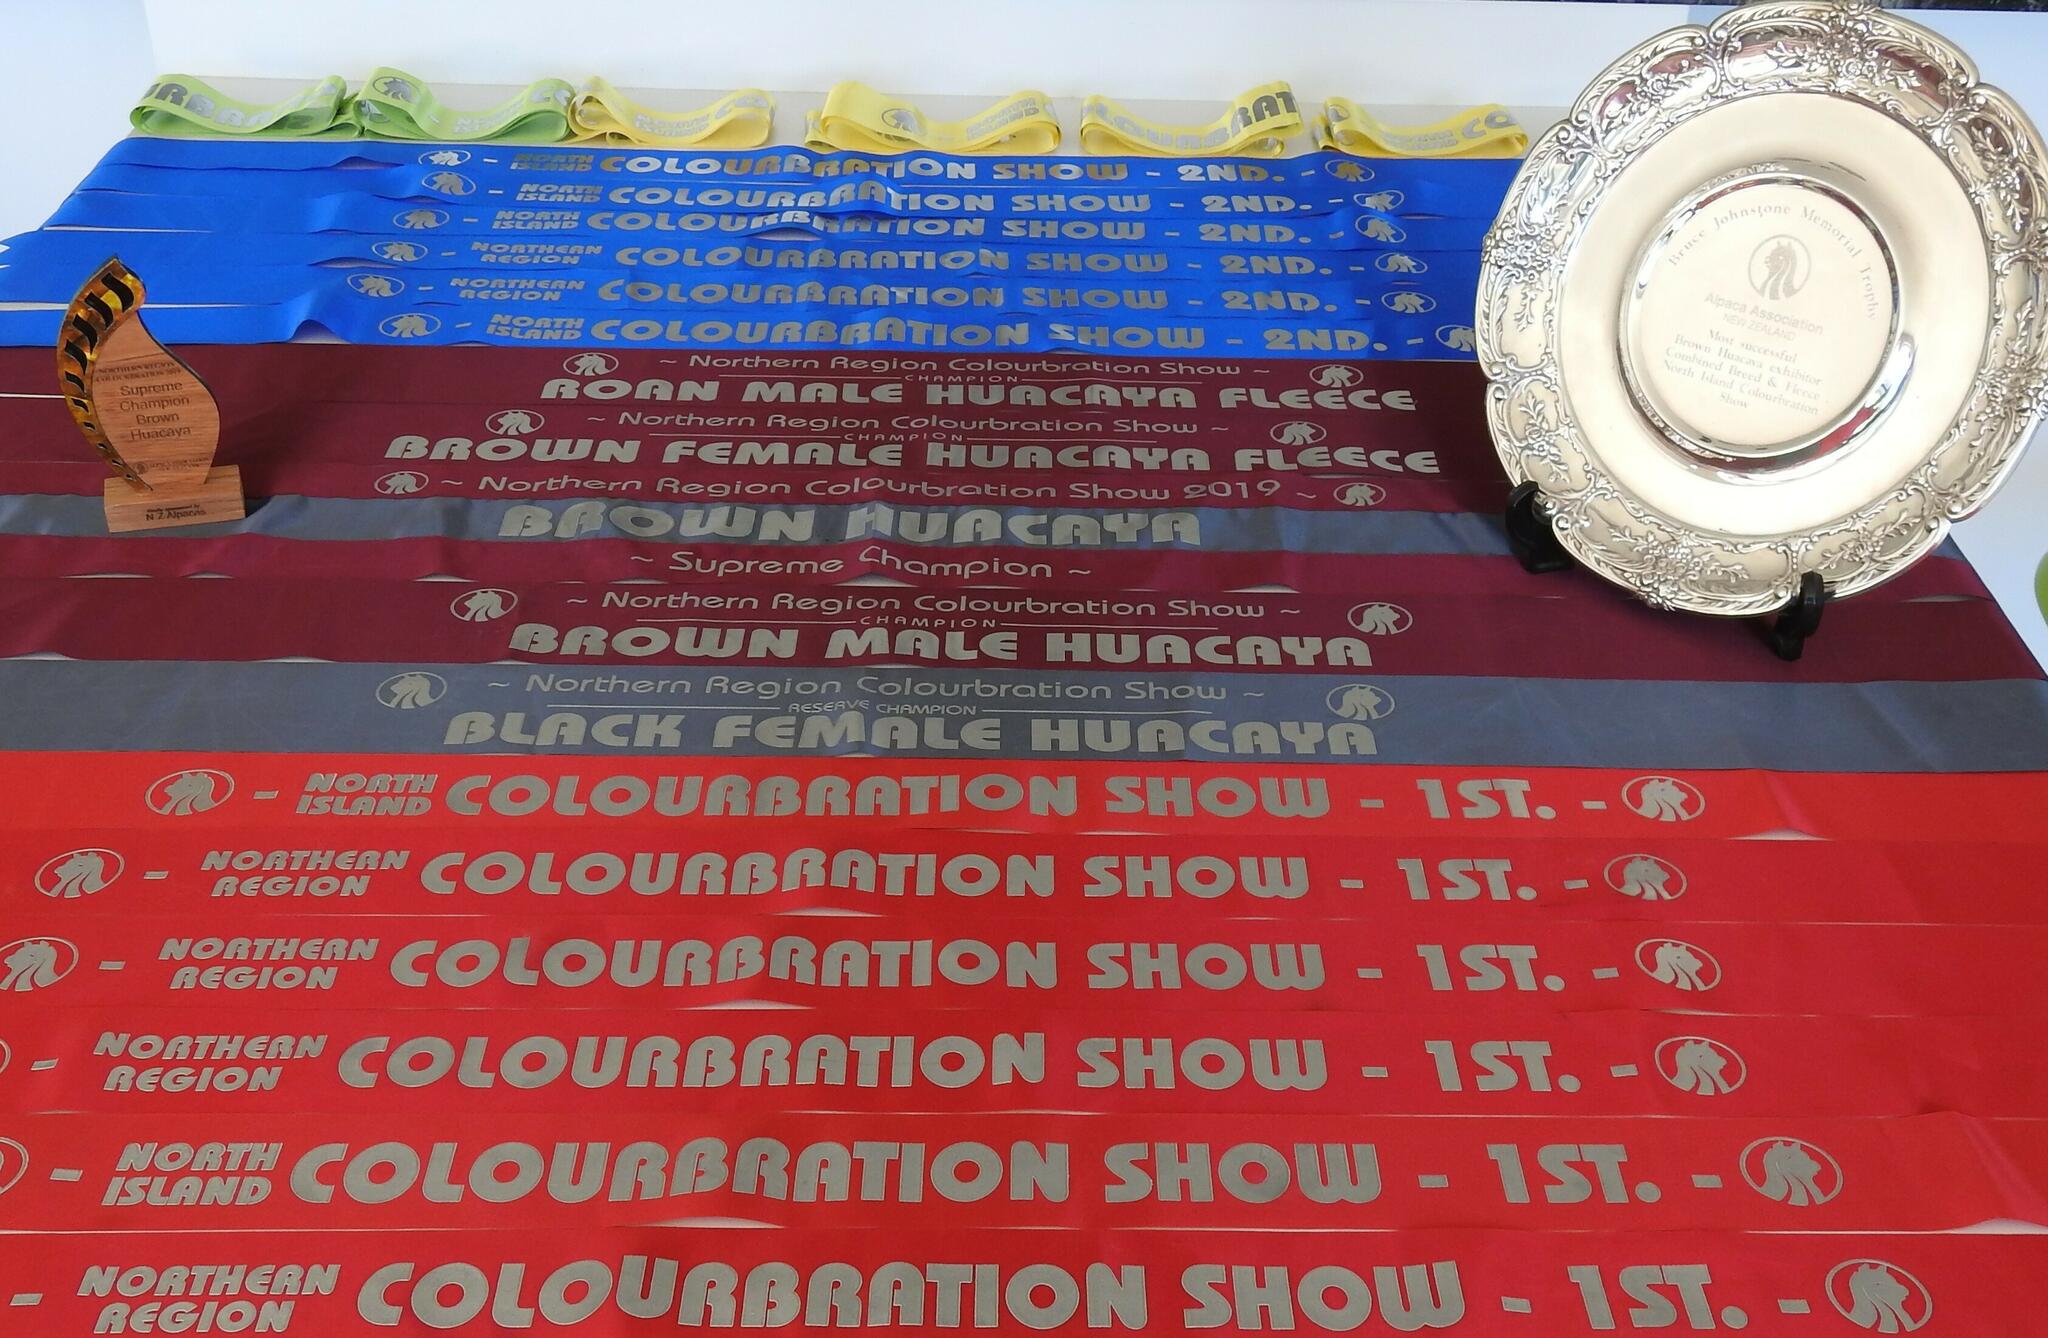 COLOURBRATION SHOW - 2ND. -
- NORTH ISLAND COLOURBRATION SHOW - 2ND. -
- NORTH ISLAND COLOURBRATION SHOW - 2ND. -
- NORTHERN REGION COLOURBRATION SHOW - 2ND. -
- NORTHERN REGION COLOURBRATION SHOW - 2ND. -
- NORTH ISLAND COLOURBRATION SHOW - 2ND. -
~ Northern Region Colourbration Show ~
CHAMPION
ROAN MALE HUACAYA FLEECE
~ Northern Region Colourbration Show ~
CHAMPION
BROWN FEMALE HUACAYA FLEECE
~ Northern Region Colourbration Show 2019 ~
BROWN HUACAYA
~ Supreme Champion ~
~ Northern Region Colourbration Show ~
CHAMPION
BROWN MALE HUACAYA
~ Northern Region Colourbration Show ~
RESERVE CHAMPION
BLACK FEMALE HUACAYA
- NORTH ISLAND COLOURBRATION SHOW - 1ST. -
- NORTHERN REGION COLOURBRATION SHOW - 1ST. -
- NORTHERN REGION COLOURBRATION SHOW - 1ST. -
- NORTHERN REGION COLOURBRATION SHOW - 1ST. -
- NORTH ISLAND COLOURBRATION SHOW - 1ST. -
- NORTHERN REGION COLOURBRATION SHOW - 1ST. -
NORTHERN REGION
COLOURBRATION 2019
Supreme
Champion
Brown
Huacaya
N Z Alpacas
Bruce Johnstone Memorial Trophy
Alpaca Association
NEW ZEALAND
Most successful
Brown Huacaya exhibitor
Combined Breed & Fleece
North Island Colourbration
Show